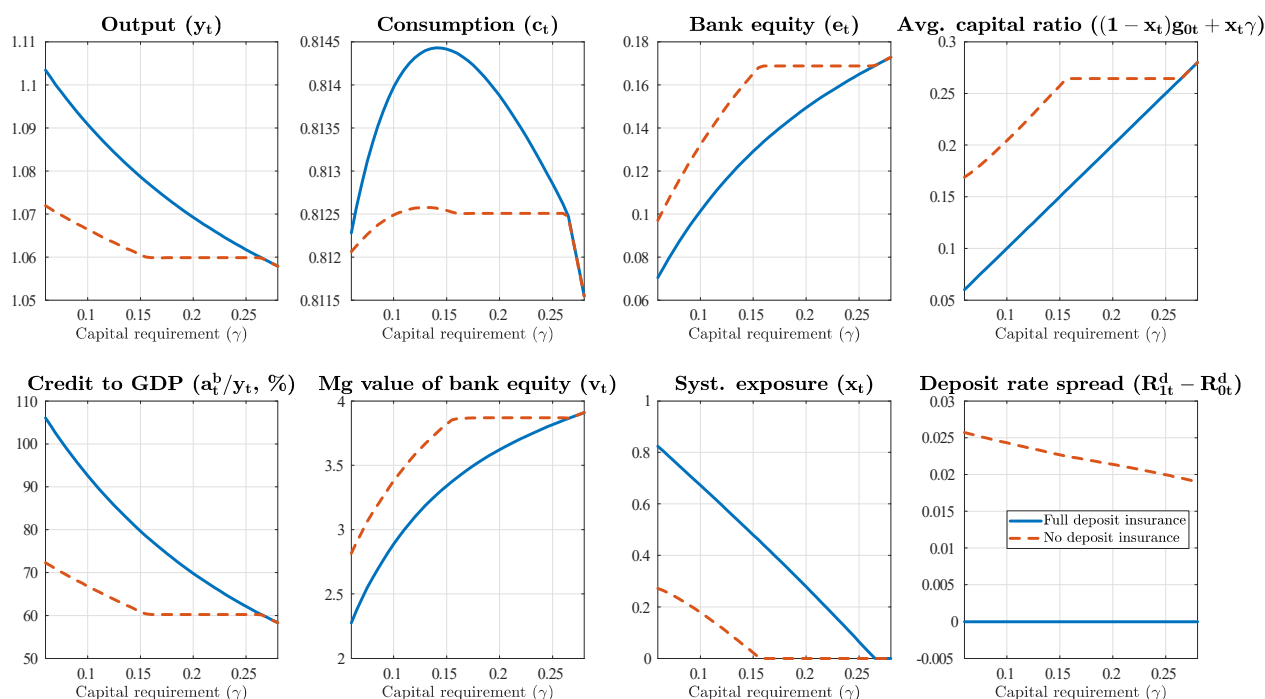 Output (y_t)
1.11
1.1
1.09
1.08
1.07
1.06
1.05
0.1 0.15 0.2 0.25
Capital requirement (γ)
Consumption (c_t)
0.8145
0.814
0.8135
0.813
0.8125
0.812
0.8115
0.1 0.15 0.2 0.25
Capital requirement (γ)
Bank equity (e_t)
0.18
0.16
0.14
0.12
0.1
0.08
0.06
0.1 0.15 0.2 0.25
Capital requirement (γ)
Avg. capital ratio ((1 − x_t)g_{0t} + x_tγ)
0.3
0.25
0.2
0.15
0.1
0.05
0.1 0.15 0.2 0.25
Capital requirement (γ)
Credit to GDP (a_t^b/y_t, %)
110
100
90
80
70
60
50
0.1 0.15 0.2 0.25
Capital requirement (γ)
Mg value of bank equity (v_t)
4
3.5
3
2.5
2
0.1 0.15 0.2 0.25
Capital requirement (γ)
Syst. exposure (x_t)
1
0.8
0.6
0.4
0.2
0
0.1 0.15 0.2 0.25
Capital requirement (γ)
Deposit rate spread (R_{1t}^d − R_{0t}^d)
0.03
0.025
0.02
0.015
0.01
0.005
0
-0.005
Full deposit insurance
No deposit insurance
0.1 0.15 0.2 0.25
Capital requirement (γ)